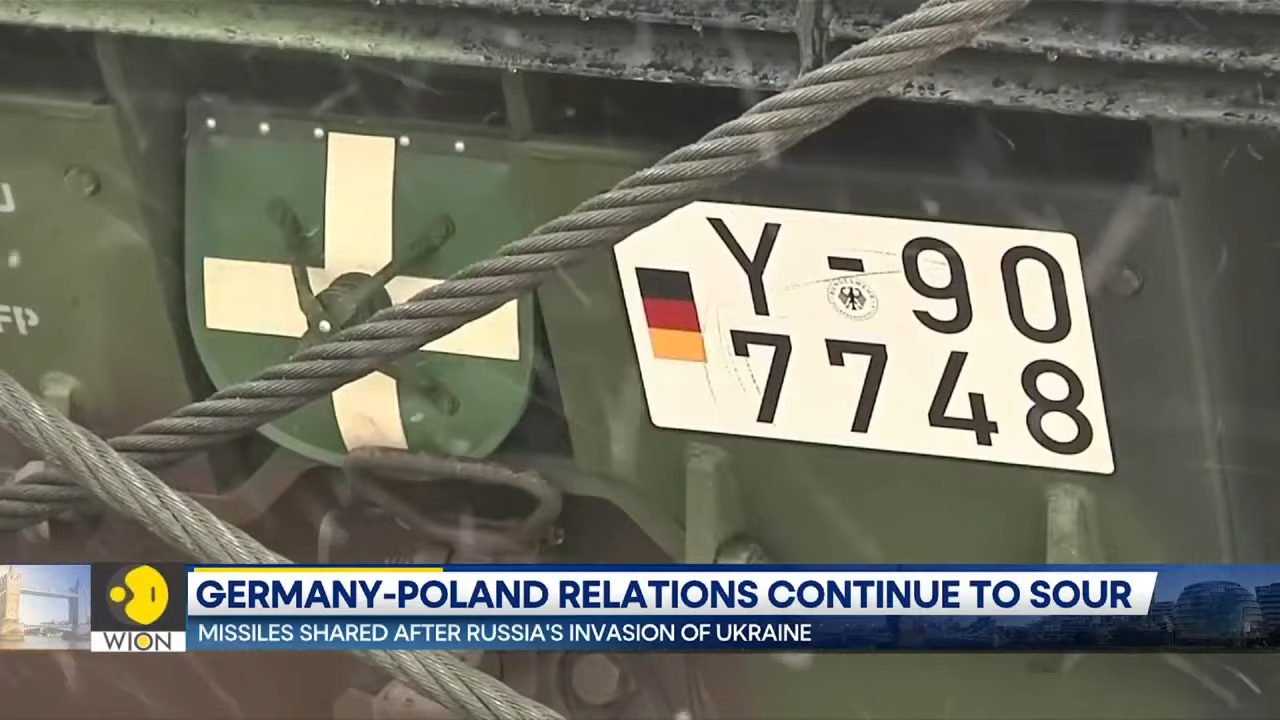 Y-90
7748
GERMANY-POLAND RELATIONS CONTINUE TO SOUR
MISSILES SHARED AFTER RUSSIA'S INVASION OF UKRAINE
WION